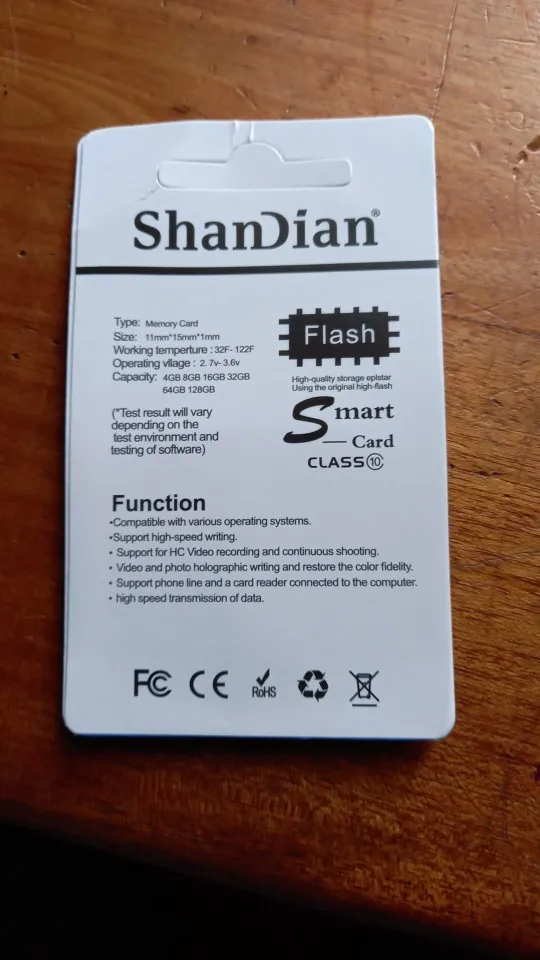 ShanDian®
Type: Memory Card
Size: 11mm*15mm*1mm
Working temperture : 32F- 122F
Operating vllage : 2. 7v- 3.6v
Capacity: 4GB 8GB 16GB 32GB
64GB 128GB
(*Test result will vary
depending on the
test environment and
testing of software)
Flash
High-quality storage epistar
Using the original high-flash
Smart
— Card
CLASS⑩
Function
•Compatible with various operating systems.
•Support high-speed writing.
• Support for HC Video recording and continuous shooting.
• Video and photo holographic writing and restore the color fidelity.
• Support phone line and a card reader connected to the computer.
• high speed transmission of data.
FC CE RoHS